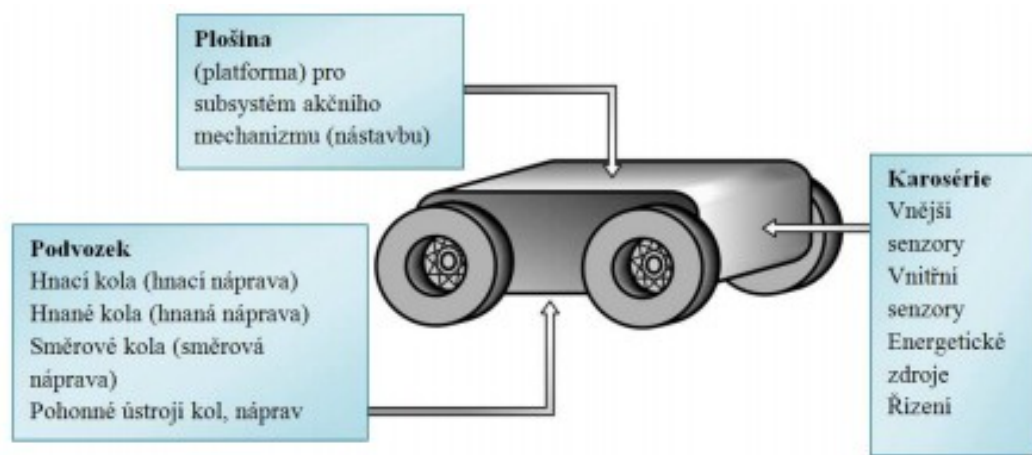 Plošina
(platforma) pro
subsystém akčního
mechanizmu (nástavbu)
Podvozek
Hnací kola (hnací náprava)
Hnané kola (hnaná náprava)
Směrové kola (směrová
náprava)
Pohonné ústrojí kol, náprav
Karosérie
Vnější
senzory
Vnitřní
senzory
Energetické
zdroje
Řízení